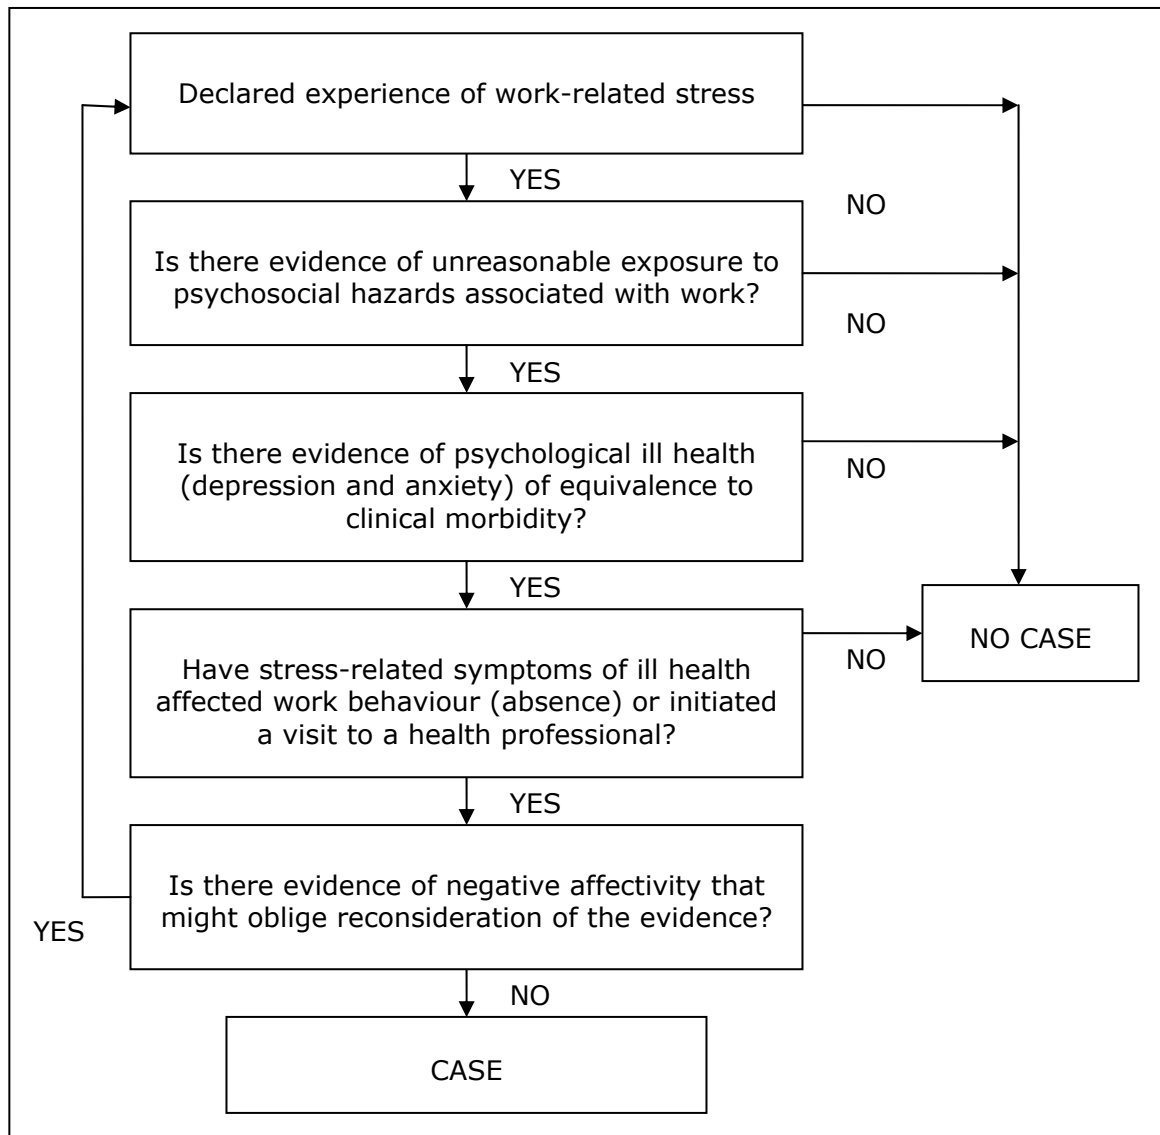 Declared experience of work-related stress
YES
NO
Is there evidence of unreasonable exposure to
psychosocial hazards associated with work?
NO
YES
Is there evidence of psychological ill health
(depression and anxiety) of equivalence to
clinical morbidity?
NO
YES
Have stress-related symptoms of ill health
affected work behaviour (absence) or initiated
a visit to a health professional?
NO
NO CASE
YES
Is there evidence of negative affectivity that
might oblige reconsideration of the evidence?
YES
NO
CASE